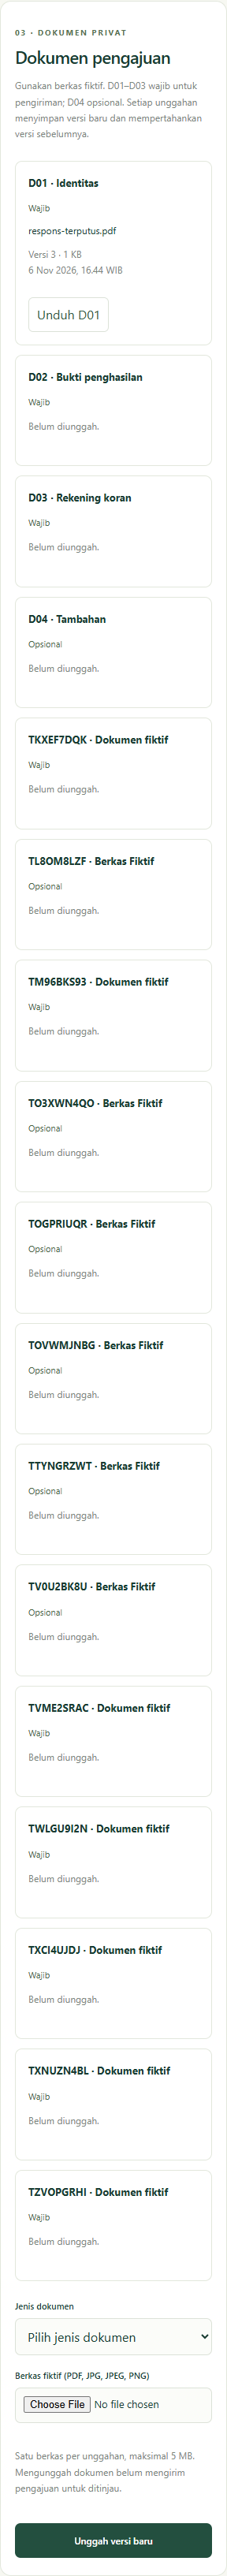 03 · DOKUMEN PRIVAT
Dokumen pengajuan
Gunakan berkas fiktif. D01–D03 wajib untuk
pengiriman; D04 opsional. Setiap unggahan
menyimpan versi baru dan mempertahankan
versi sebelumnya.
D01 · Identitas
Wajib
respons-terputus.pdf
Versi 3 · 1 KB
6 Nov 2026, 16.44 WIB
Unduh D01
D02 · Bukti penghasilan
Wajib
Belum diunggah.
D03 · Rekening koran
Wajib
Belum diunggah.
D04 · Tambahan
Opsional
Belum diunggah.
TKXEF7DQK · Dokumen fiktif
Wajib
Belum diunggah.
TL8OM8LZF · Berkas Fiktif
Opsional
Belum diunggah.
TM96BKS93 · Dokumen fiktif
Wajib
Belum diunggah.
TO3XWN4QO · Berkas Fiktif
Opsional
Belum diunggah.
TOGPRIUQR · Berkas Fiktif
Opsional
Belum diunggah.
TOVWMJNBG · Berkas Fiktif
Opsional
Belum diunggah.
TTYNGRZWT · Berkas Fiktif
Opsional
Belum diunggah.
TV0U2BK8U · Berkas Fiktif
Opsional
Belum diunggah.
TVME2SRAC · Dokumen fiktif
Wajib
Belum diunggah.
TWLGU9I2N · Dokumen fiktif
Wajib
Belum diunggah.
TXCI4UJDJ · Dokumen fiktif
Wajib
Belum diunggah.
TXNUZN4BL · Dokumen fiktif
Wajib
Belum diunggah.
TZVOPGRHI · Dokumen fiktif
Wajib
Belum diunggah.
Jenis dokumen
Pilih jenis dokumen
Berkas fiktif (PDF, JPG, JPEG, PNG)
Choose File No file chosen
Satu berkas per unggahan, maksimal 5 MB.
Mengunggah dokumen belum mengirim
pengajuan untuk ditinjau.
Unggah versi baru